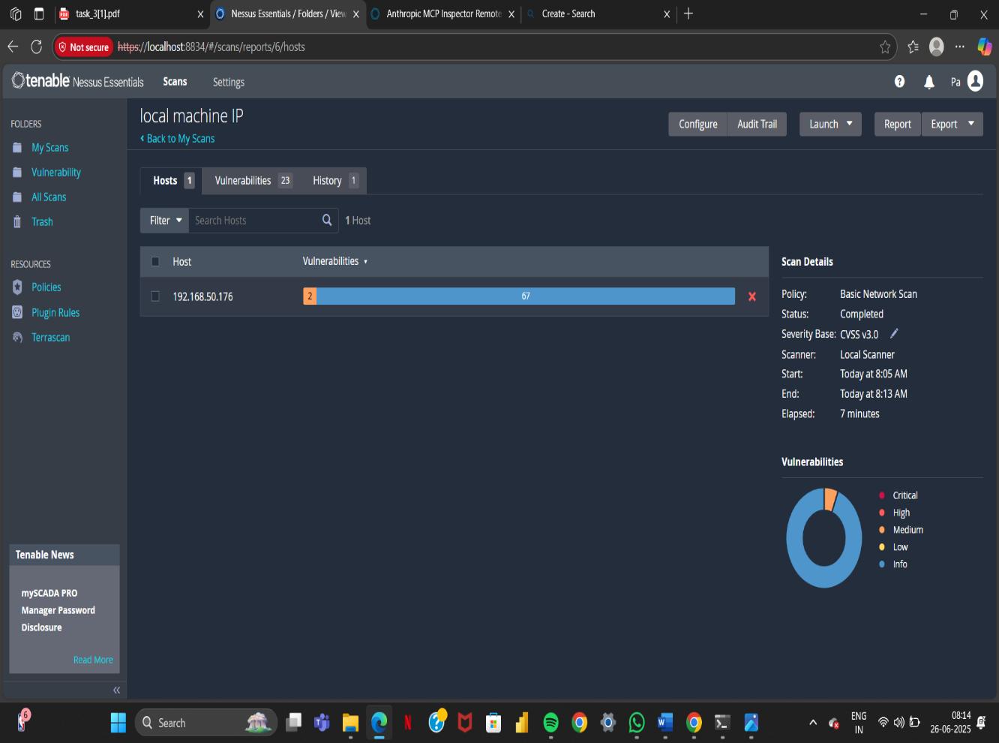 task_3[1].pdf
Nessus Essentials / Folders / View
Anthropic MCP Inspector Remote
Create - Search
Not secure
https://localhost:8834/#/scans/reports/6/hosts
tenable Nessus Essentials
Scans
Settings
Pa
FOLDERS
My Scans
Vulnerability
All Scans
Trash
RESOURCES
Policies
Plugin Rules
Terrascan
Tenable News
mySCADA PRO
Manager Password
Disclosure
Read More
local machine IP
Back to My Scans
Configure
Audit Trail
Launch
Report
Export
Hosts 1
Vulnerabilities 23
History 1
Filter
Search Hosts
1 Host
Host
Vulnerabilities
192.168.50.176
2
67
Scan Details
Policy: Basic Network Scan
Status: Completed
Severity Base: CVSS v3.0
Scanner: Local Scanner
Start: Today at 8:05 AM
End: Today at 8:13 AM
Elapsed: 7 minutes
Vulnerabilities
Critical
High
Medium
Low
Info
6
Search
ENG
IN
08:14
26-06-2025